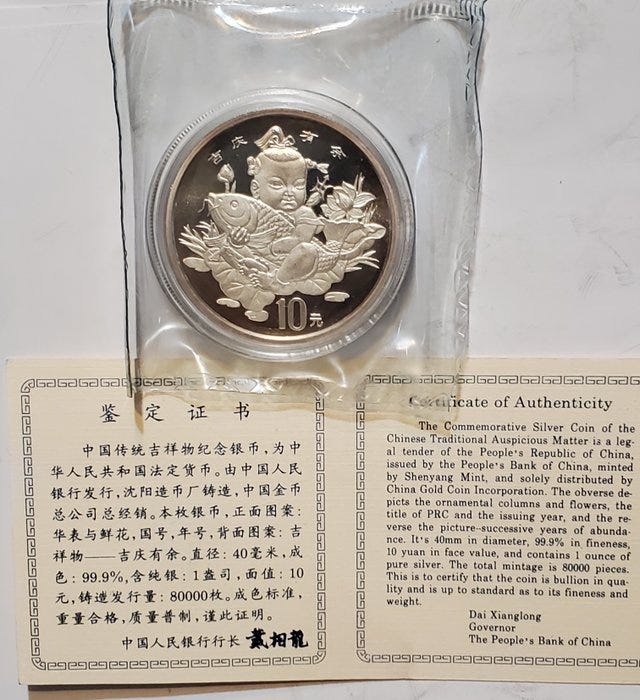 吉庆有余
10元
鉴定证书
中国传统吉祥物纪念银币，为中
华人民共和国法定货币。由中国人民
银行发行，沈阳造币厂铸造，中国金币
总公司总经销。本枚银币，正面图案：
华表与鲜花，国号，年号，背面图案：吉
祥物——吉庆有余。直径：40毫米，成
色：99.9%，含纯银：1盎司，面值：10
元，铸造发行量：80000枚。成色标准，
重量合格，质量普制，谨此证明。
中国人民银行行长 戴相龍
Certificate of Authenticity
The Commemorative Silver Coin of the
Chinese Traditional Auspicious Matter is a leg-
al tender of the People's Republic of China,
issued by the People's Bank of China, minted
by Shenyang Mint, and solely distributed by
China Gold Coin Incorporation. The obverse de-
picts the ornamental columns and flowers, the
title of PRC and the issuing year, and the re-
verse the picture--successive years of abunda-
nce. It's 40mm in diameter, 99.9% in fineness,
10 yuan in face value, and contains 1 ounce of
pure silver. The total mintage is 80000 pieces.
This is to certify that the coin is bullion in qual-
ity and is up to standard as to its fineness and
weight.
Dai Xianglong
Governor
The People's Bank of China